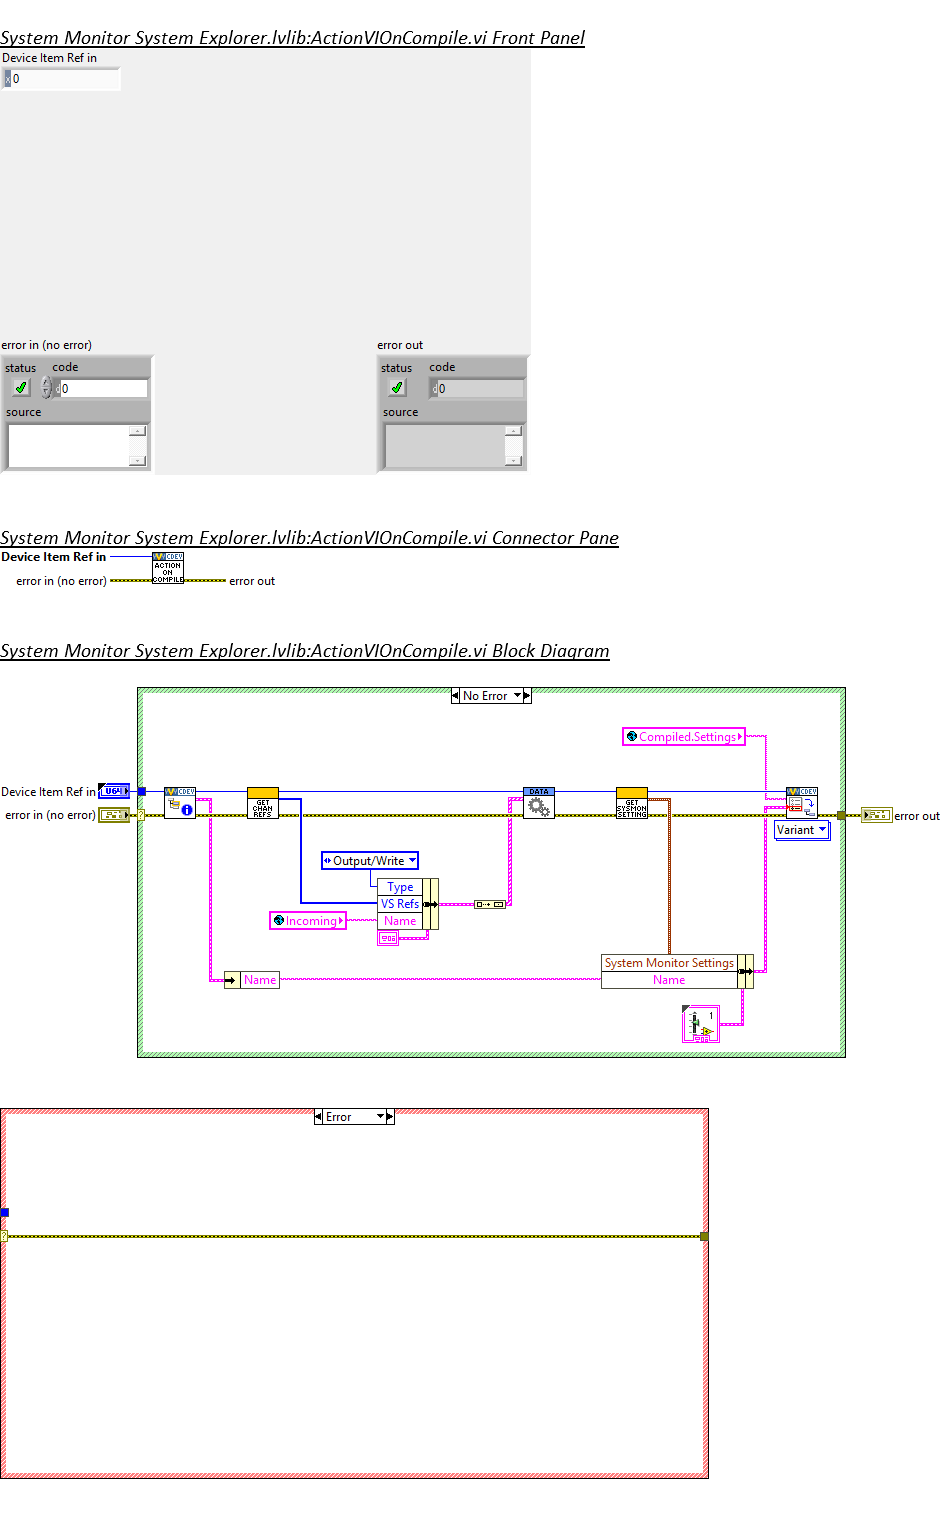 System Monitor System Explorer.lvlib:ActionVIOnCompile.vi Front Panel
Device Item Ref in
x 0
error in (no error)
error out
status code
d 0
source
status code
d 0
source
System Monitor System Explorer.lvlib:ActionVIOnCompile.vi Connector Pane
Device Item Ref in
CDEV
ACTION
ON
COMPILE
error in (no error)
error out
System Monitor System Explorer.lvlib:ActionVIOnCompile.vi Block Diagram
No Error
Compiled.Settings
Device Item Ref in
U64
CDEV
GET
CHAN
REFS
DATA
GET
SYSMON
SETTING
CDEV
error in (no error)
?
error out
Variant
Output/Write
Type
VS Refs
Incoming
Name
System Monitor Settings
Name
Name
1
Error
?